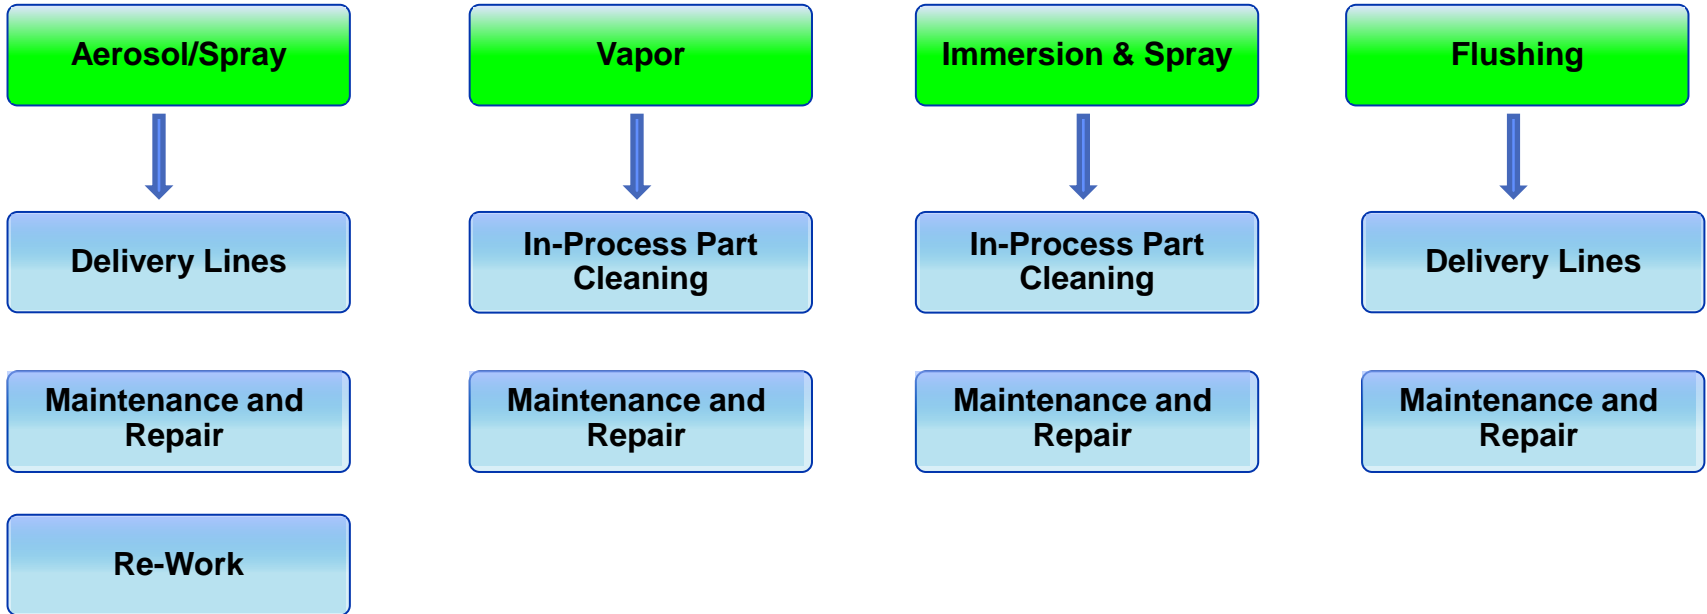 Aerosol/Spray
Vapor
Immersion & Spray
Flushing
Delivery Lines
In-Process Part
Cleaning
In-Process Part
Cleaning
Delivery Lines
Maintenance and
Repair
Maintenance and
Repair
Maintenance and
Repair
Maintenance and
Repair
Re-Work